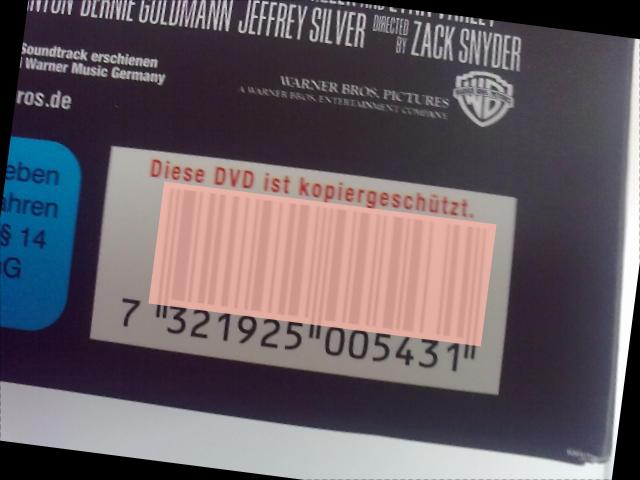 BERNIE GOLDMANN JEFFREY SILVER DIRECTED BY ZACK SNYDER
Soundtrack erschienen
Warner Music Germany
ros.de
WARNER BROS. PICTURES
A WARNER BROS. ENTERTAINMENT COMPANY
WB
eben
ahren
§ 14
G
Diese DVD ist kopiergeschützt.
7 "321925"005431"